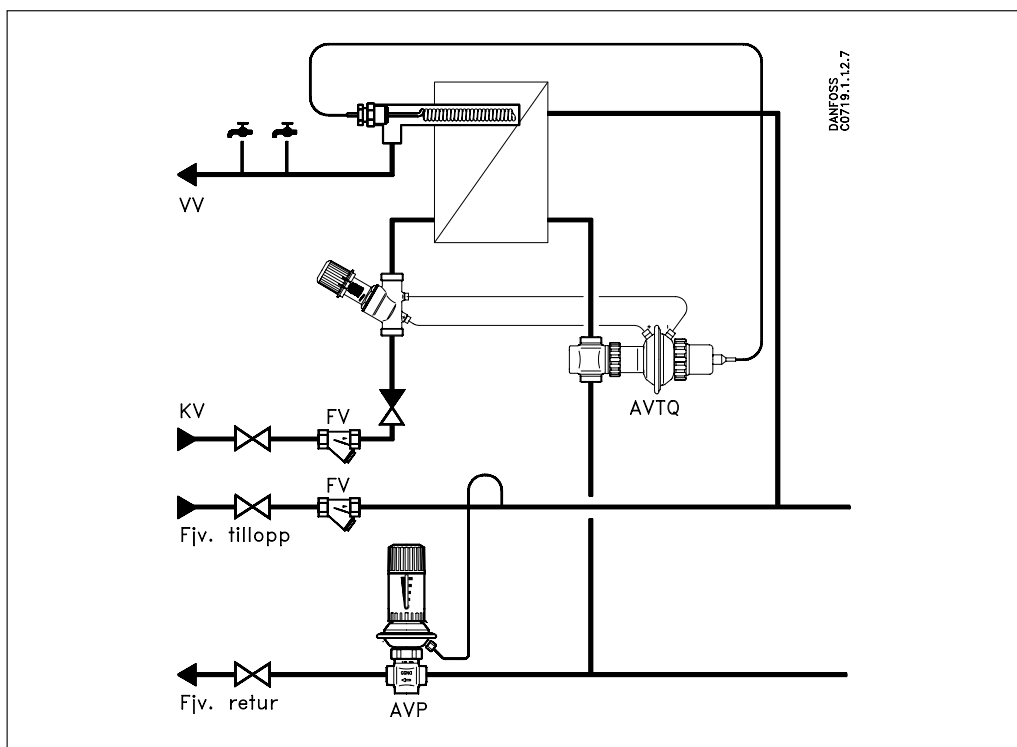 DANFOSS
C0719.1.12.7
VV
AVTQ
KV
FV
FV
Fjv. tillopp
Fjv. retur
AVP